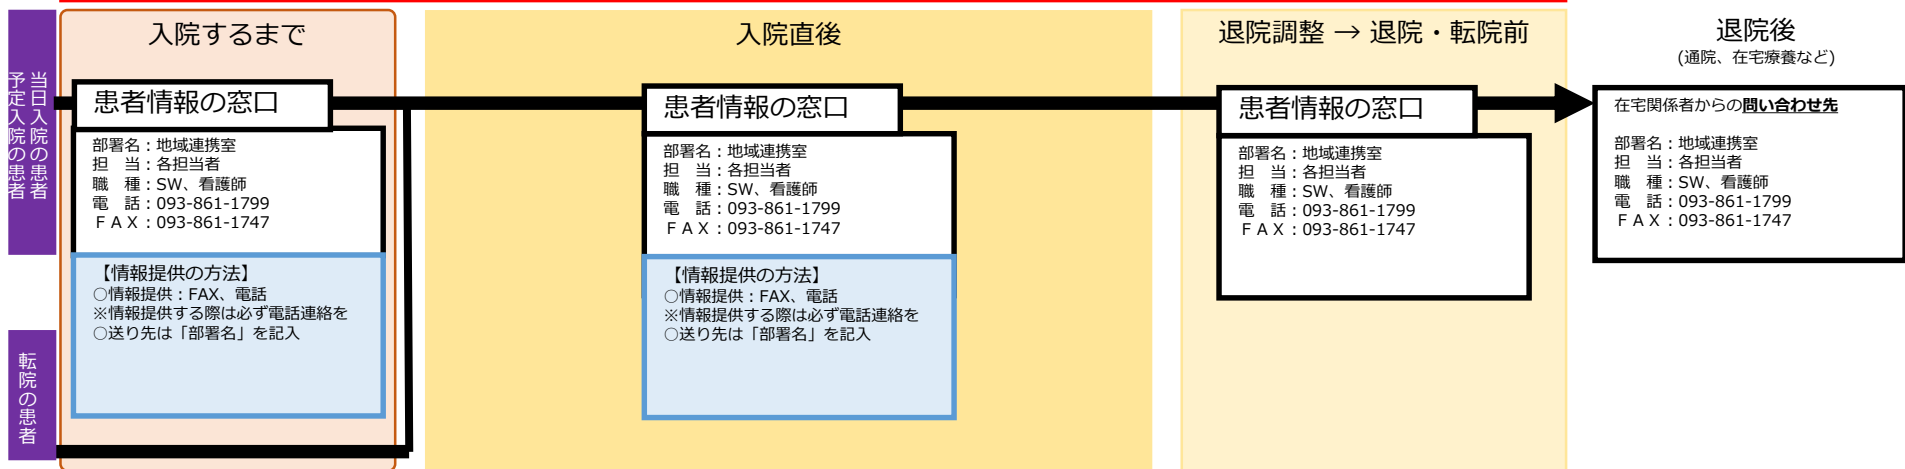 当日入院の患者
予定入院の患者
転院の患者
入院するまで
患者情報の窓口
部署名：地域連携室
担　当：各担当者
職　種：SW、看護師
電　話：093-861-1799
ＦＡＸ：093-861-1747
【情報提供の方法】
○情報提供：FAX、電話
※情報提供する際は必ず電話連絡を
○送り先は「部署名」を記入
入院直後
患者情報の窓口
部署名：地域連携室
担　当：各担当者
職　種：SW、看護師
電　話：093-861-1799
ＦＡＸ：093-861-1747
【情報提供の方法】
○情報提供：FAX、電話
※情報提供する際は必ず電話連絡を
○送り先は「部署名」を記入
退院調整 → 退院・転院前
患者情報の窓口
部署名：地域連携室
担　当：各担当者
職　種：SW、看護師
電　話：093-861-1799
ＦＡＸ：093-861-1747
退院後
(通院、在宅療養など)
在宅関係者からの問い合わせ先
部署名：地域連携室
担　当：各担当者
職　種：SW、看護師
電　話：093-861-1799
ＦＡＸ：093-861-1747